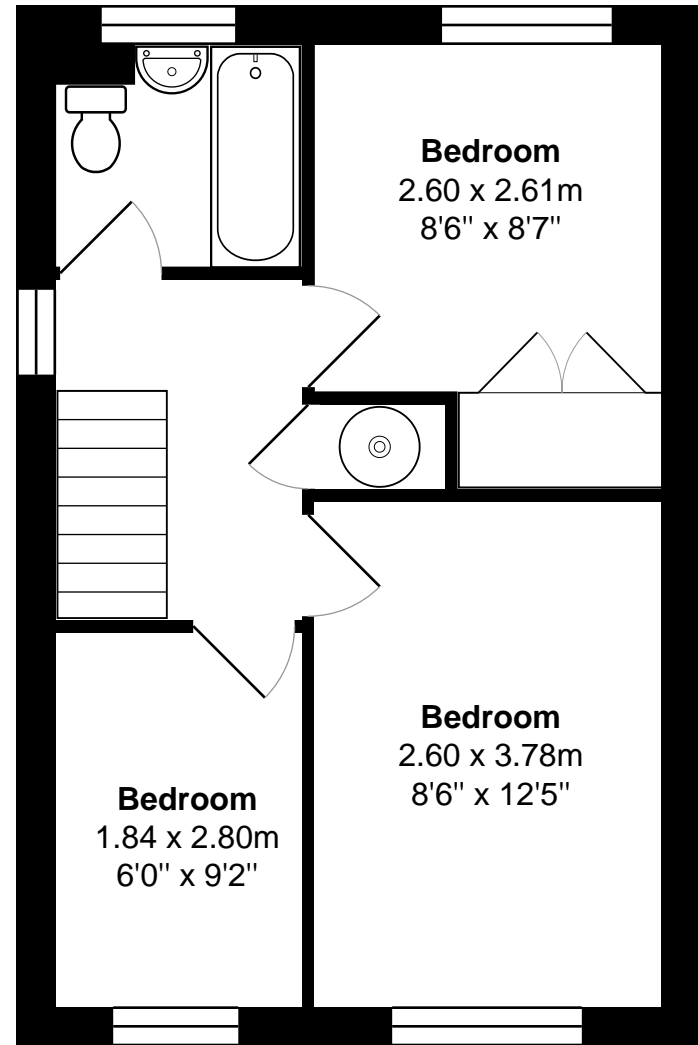 Bedroom
2.60 x 2.61m
8'6" x 8'7"
Bedroom
2.60 x 3.78m
8'6" x 12'5"
Bedroom
1.84 x 2.80m
6'0" x 9'2"